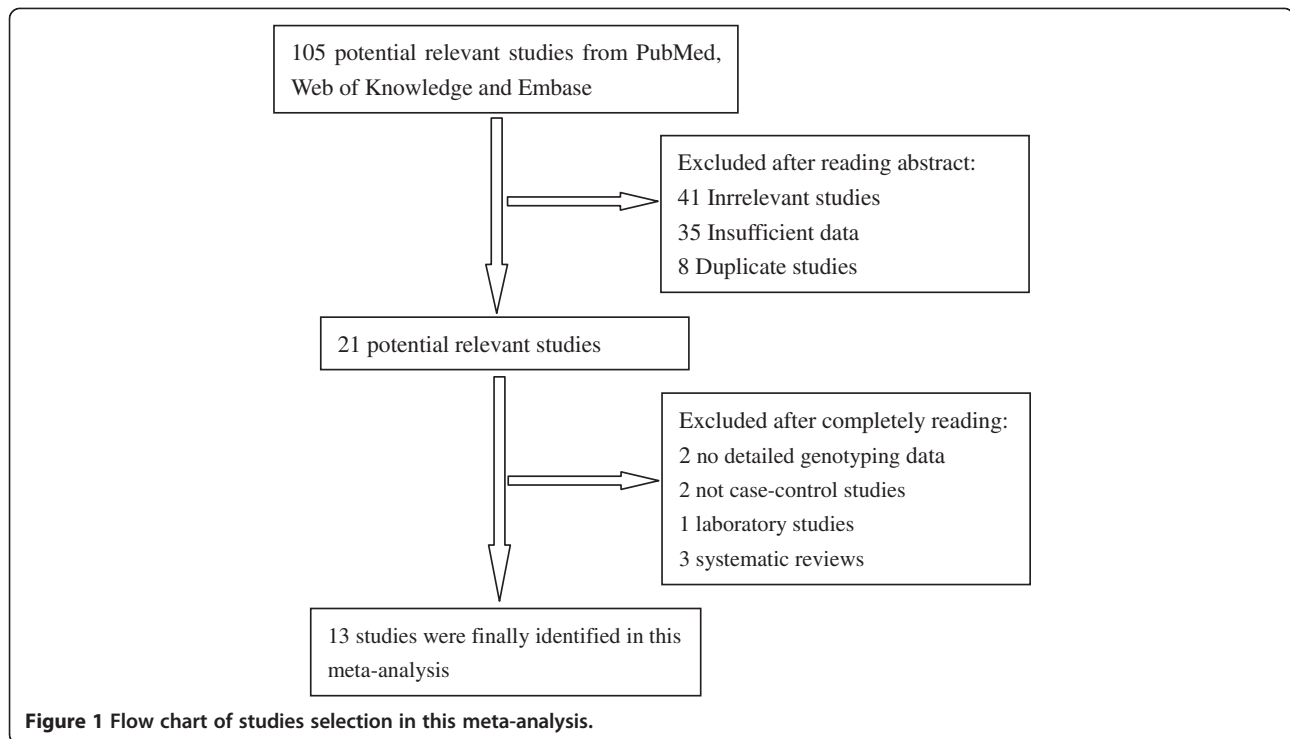 105 potential relevant studies from PubMed,
Web of Knowledge and Embase
Excluded after reading abstract:
41 Inrrelevant studies
35 Insufficient data
8 Duplicate studies
21 potential relevant studies
Excluded after completely reading:
2 no detailed genotyping data
2 not case-control studies
1 laboratory studies
3 systematic reviews
13 studies were finally identified in this
meta-analysis
Figure 1 Flow chart of studies selection in this meta-analysis.